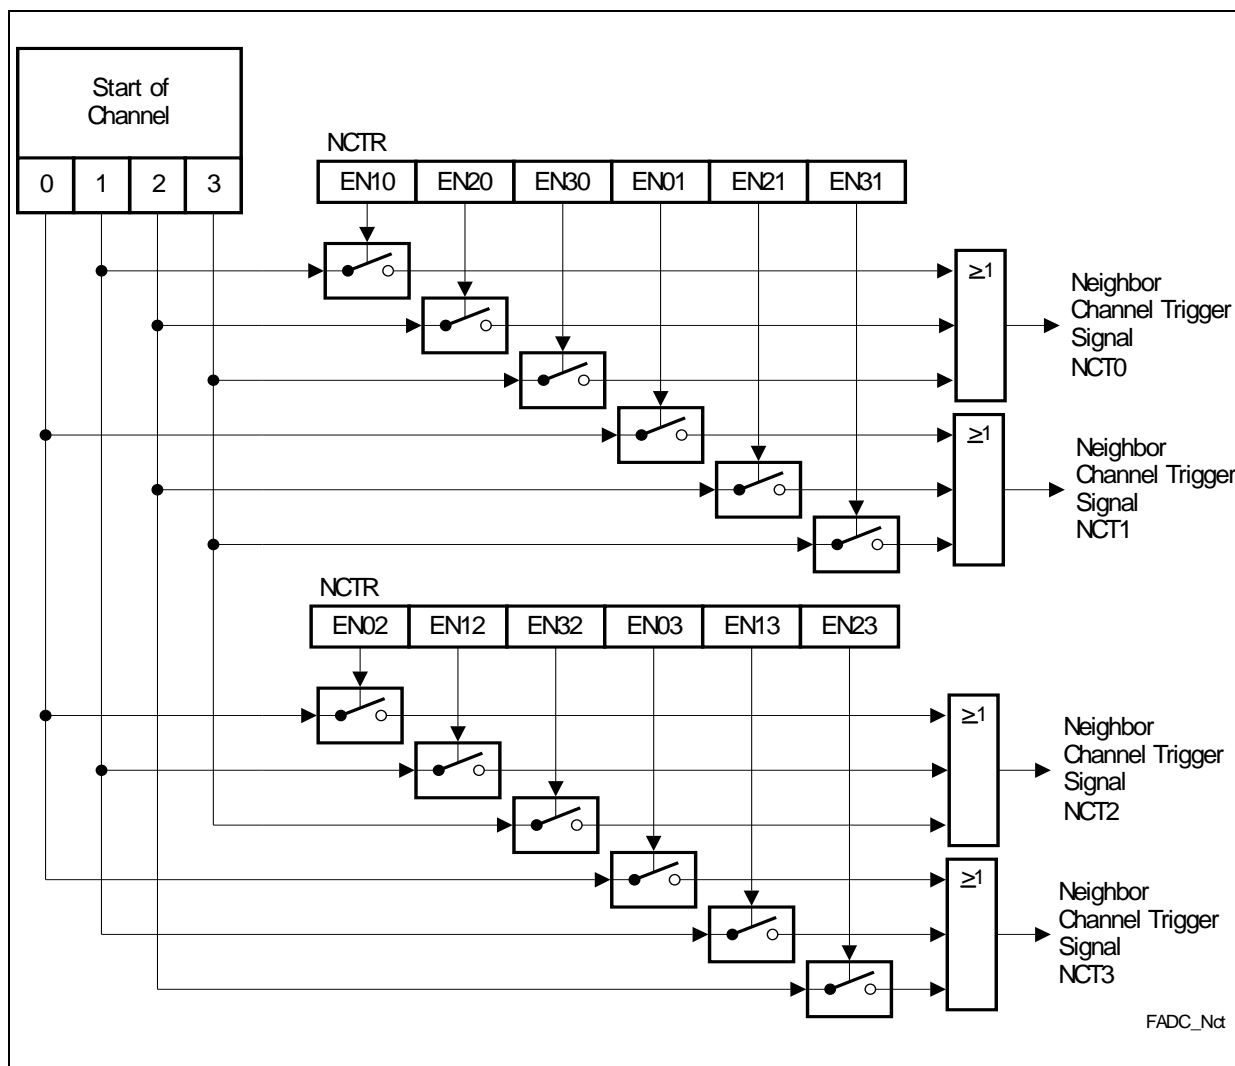 Start of
Channel
0 1 2 3
NCTR
EN10 EN20 EN30 EN01 EN21 EN31
≥1
Neighbor
Channel Trigger
Signal
NCT0
≥1
Neighbor
Channel Trigger
Signal
NCT1
NCTR
EN02 EN12 EN32 EN03 EN13 EN23
≥1
Neighbor
Channel Trigger
Signal
NCT2
≥1
Neighbor
Channel Trigger
Signal
NCT3
FADC_Nct